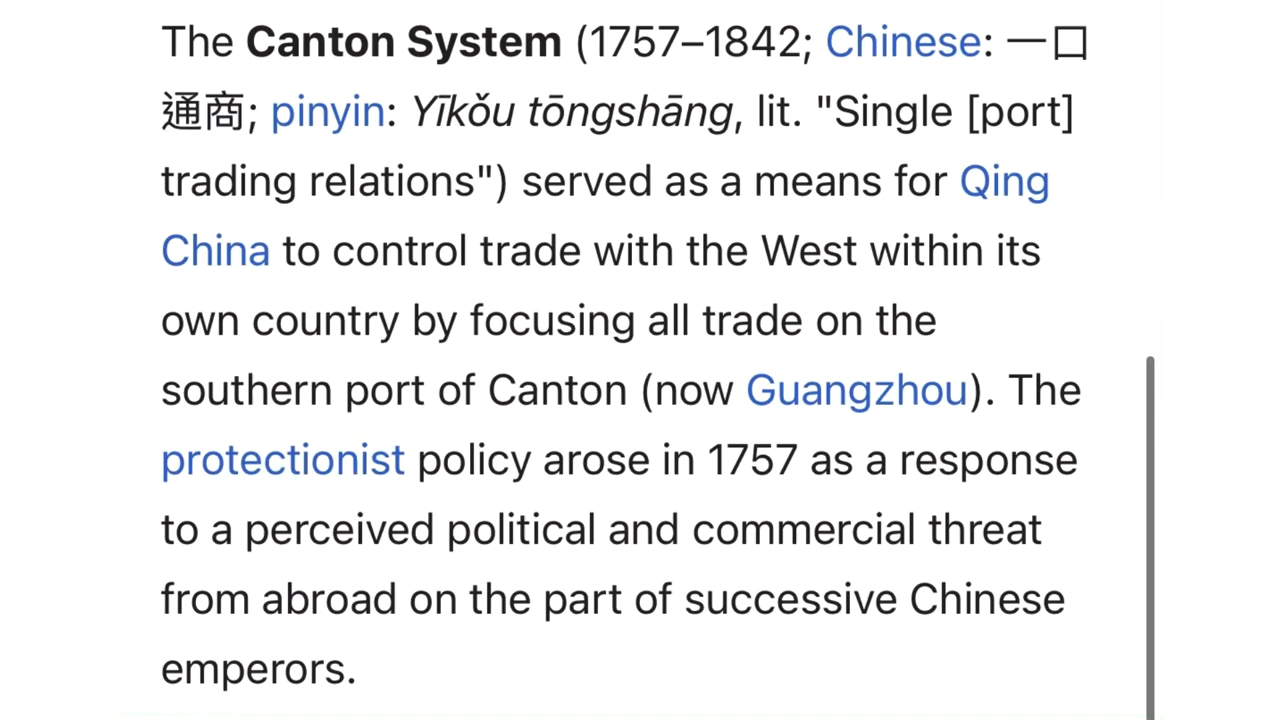 The Canton System (1757–1842; Chinese: 一口
通商; pinyin: Yīkǒu tōngshāng, lit. "Single [port]
trading relations") served as a means for Qing
China to control trade with the West within its
own country by focusing all trade on the
southern port of Canton (now Guangzhou). The
protectionist policy arose in 1757 as a response
to a perceived political and commercial threat
from abroad on the part of successive Chinese
emperors.